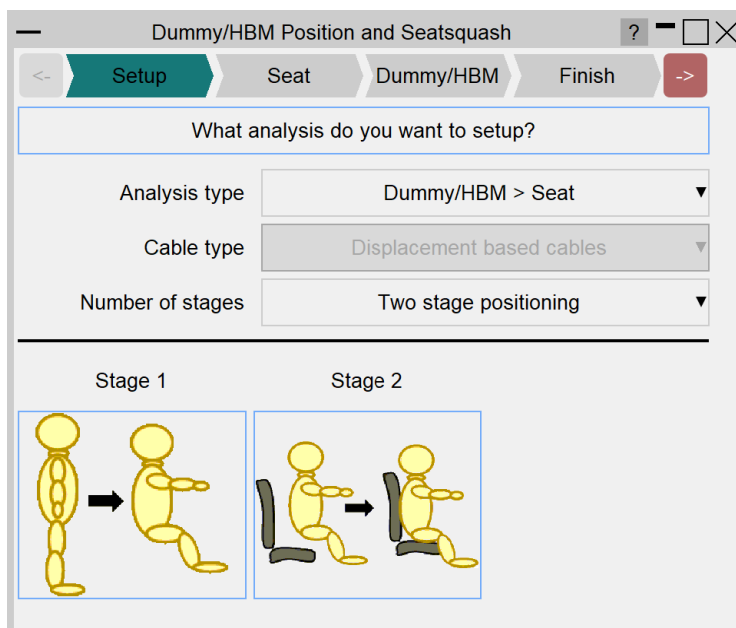 Dummy/HBM Position and Seatsquash ?
<- Setup Seat Dummy/HBM Finish ->
What analysis do you want to setup?
Analysis type Dummy/HBM > Seat
Cable type Displacement based cables
Number of stages Two stage positioning
Stage 1 Stage 2